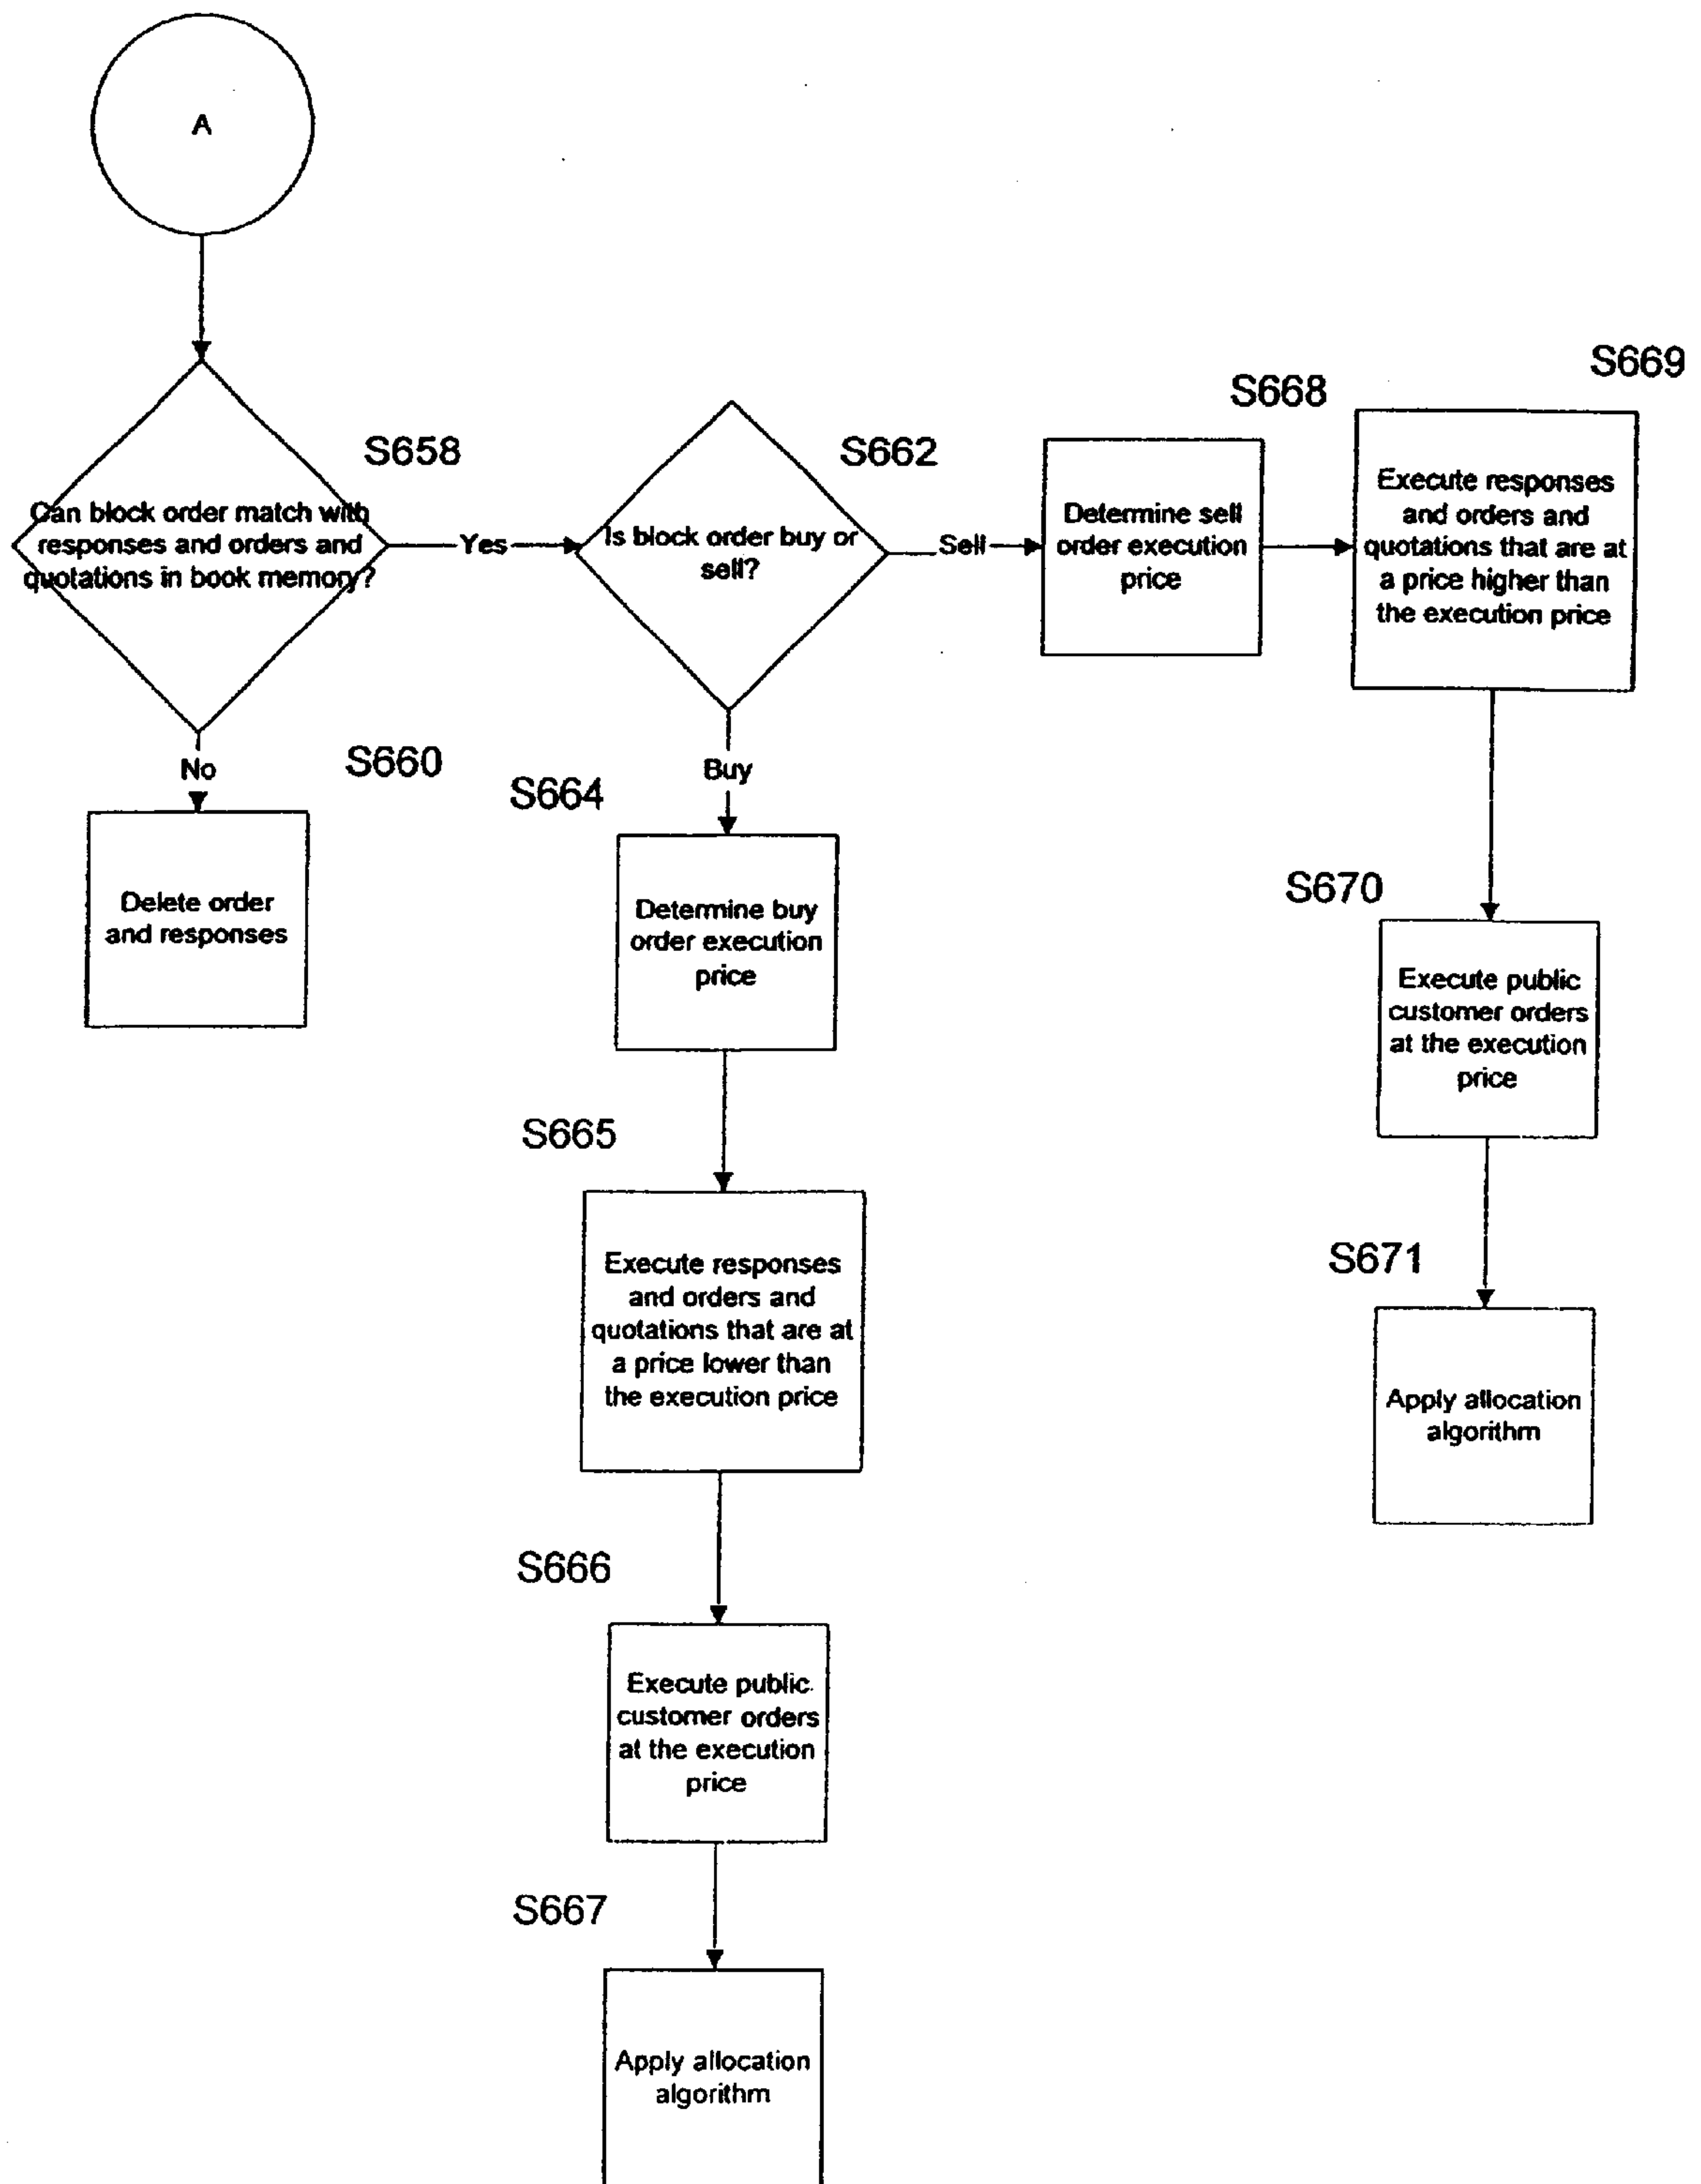 A
S658
Can block order match with
responses and orders and
quotations in book memory?
Yes
No
S660
Delete order
and responses
S662
Is block order buy or
sell?
Sell
Buy
S664
Determine buy
order execution
price
S665
Execute responses
and orders and
quotations that are at
a price lower than
the execution price
S666
Execute public
customer orders
at the execution
price
S667
Apply allocation
algorithm
S668
Determine sell
order execution
price
S669
Execute responses
and orders and
quotations that are at
a price higher than
the execution price
S670
Execute public
customer orders
at the execution
price
S671
Apply allocation
algorithm